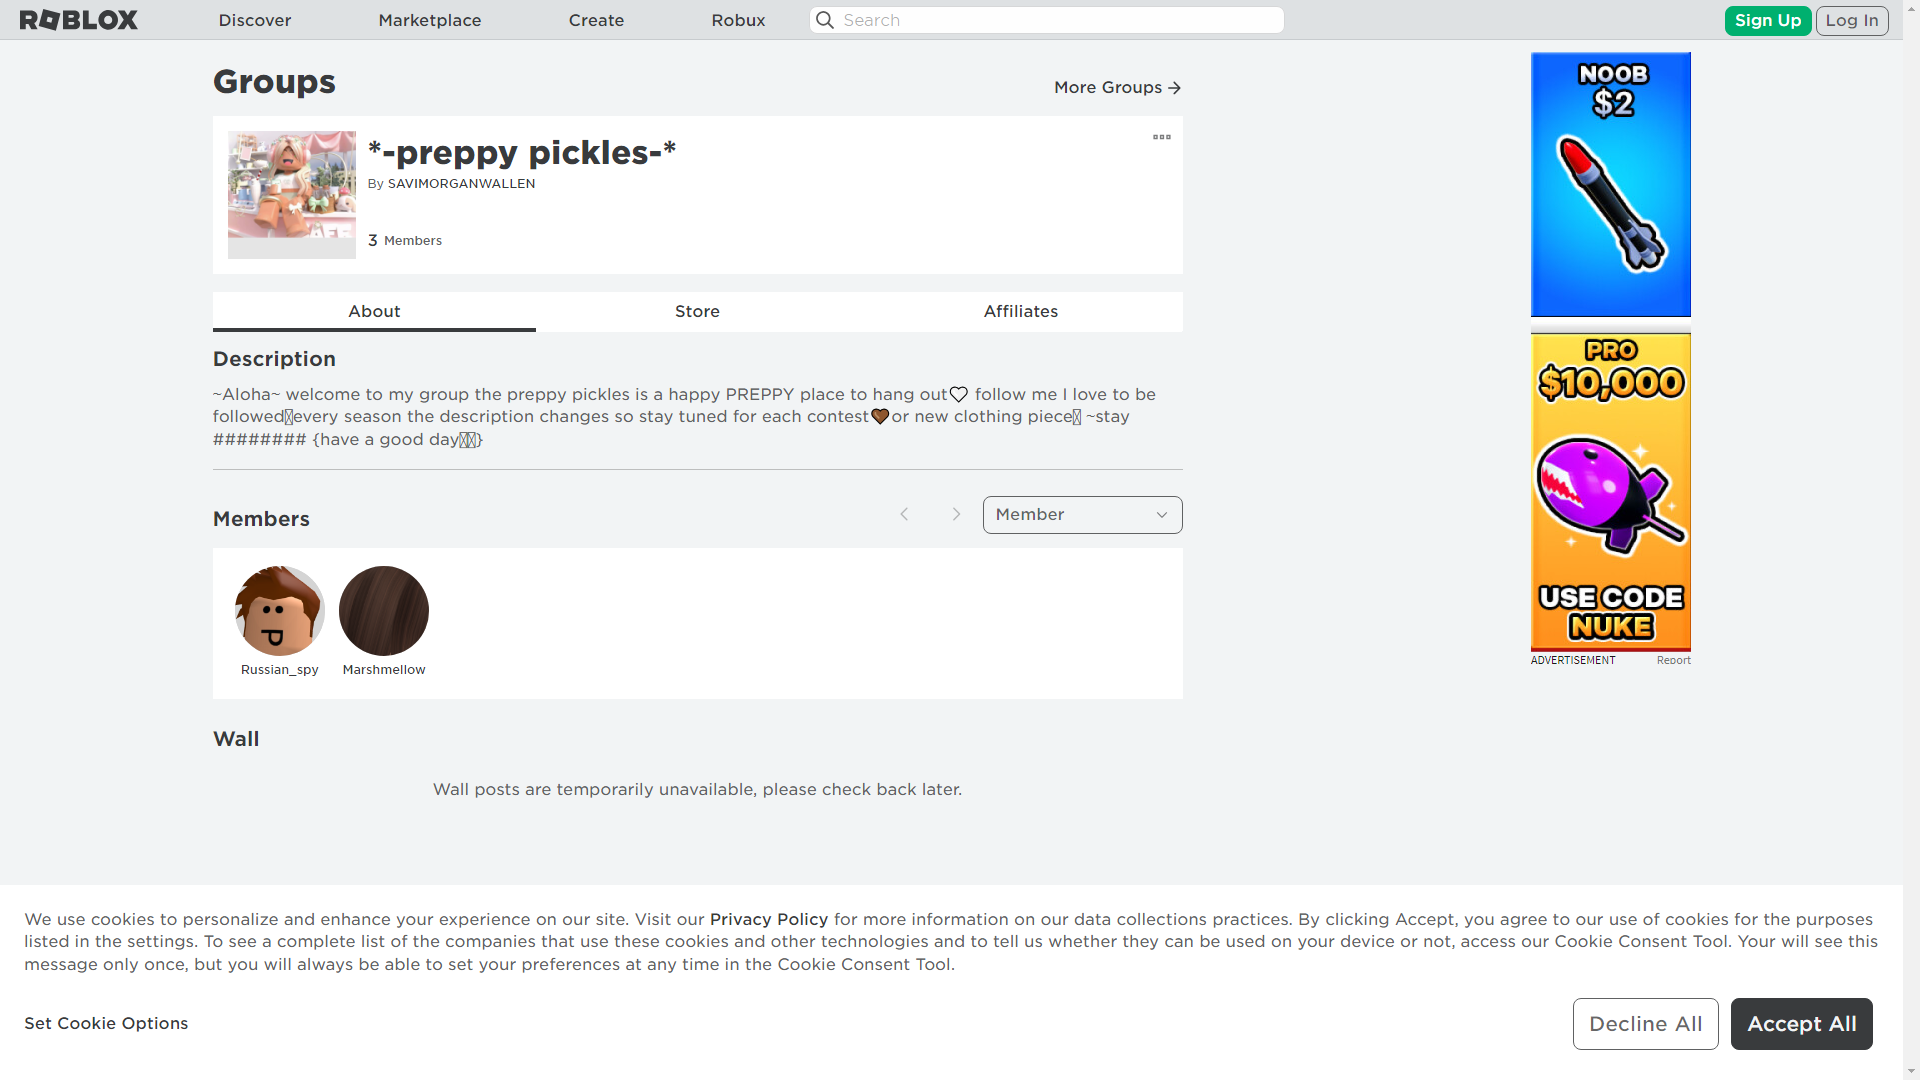 ROBLOX
Discover
Marketplace
Create
Robux
Search
Sign Up
Log In
Groups
More Groups
*-preppy pickles-*
By SAVIMORGANWALLEN
3 Members
About
Store
Affiliates
Description
~Aloha~ welcome to my group the preppy pickles is a happy PREPPY place to hang out🤍 follow me I love to be
followed every season the description changes so stay tuned for each contest🤎or new clothing piece ~stay
######## {have a good day}
Members
Member
Russian_spy
Marshmellow
Wall
Wall posts are temporarily unavailable, please check back later.
NOOB
$2
PRO
$10,000
USE CODE
NUKE
ADVERTISEMENT
Report
We use cookies to personalize and enhance your experience on our site. Visit our Privacy Policy for more information on our data collections practices. By clicking Accept, you agree to our use of cookies for the purposes
listed in the settings. To see a complete list of the companies that use these cookies and other technologies and to tell us whether they can be used on your device or not, access our Cookie Consent Tool. Your will see this
message only once, but you will always be able to set your preferences at any time in the Cookie Consent Tool.
Set Cookie Options
Decline All
Accept All